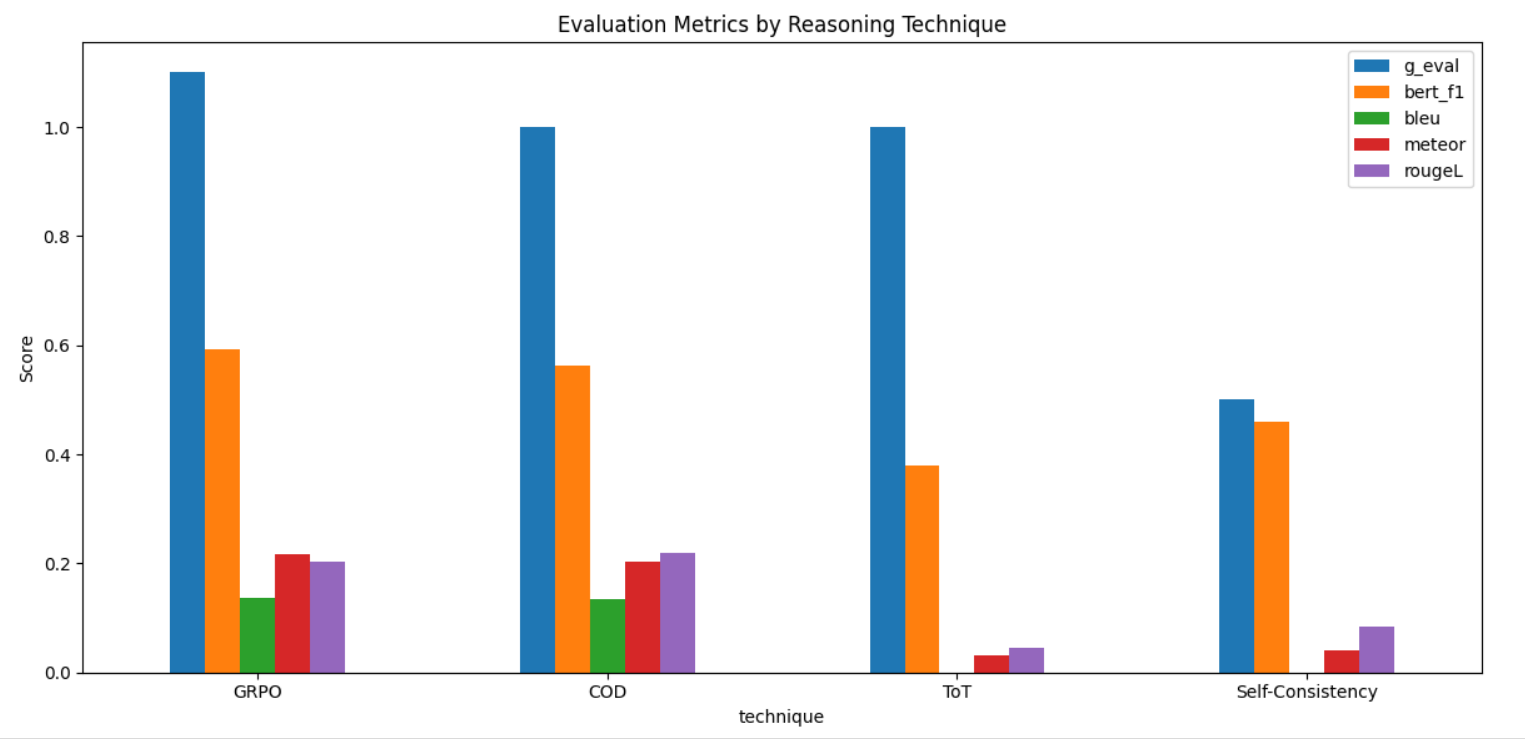 Evaluation Metrics by Reasoning Technique
g_eval
bert_f1
bleu
meteor
rougeL
Score
1.0
0.8
0.6
0.4
0.2
0.0
GRPO
COD
ToT
Self-Consistency
technique